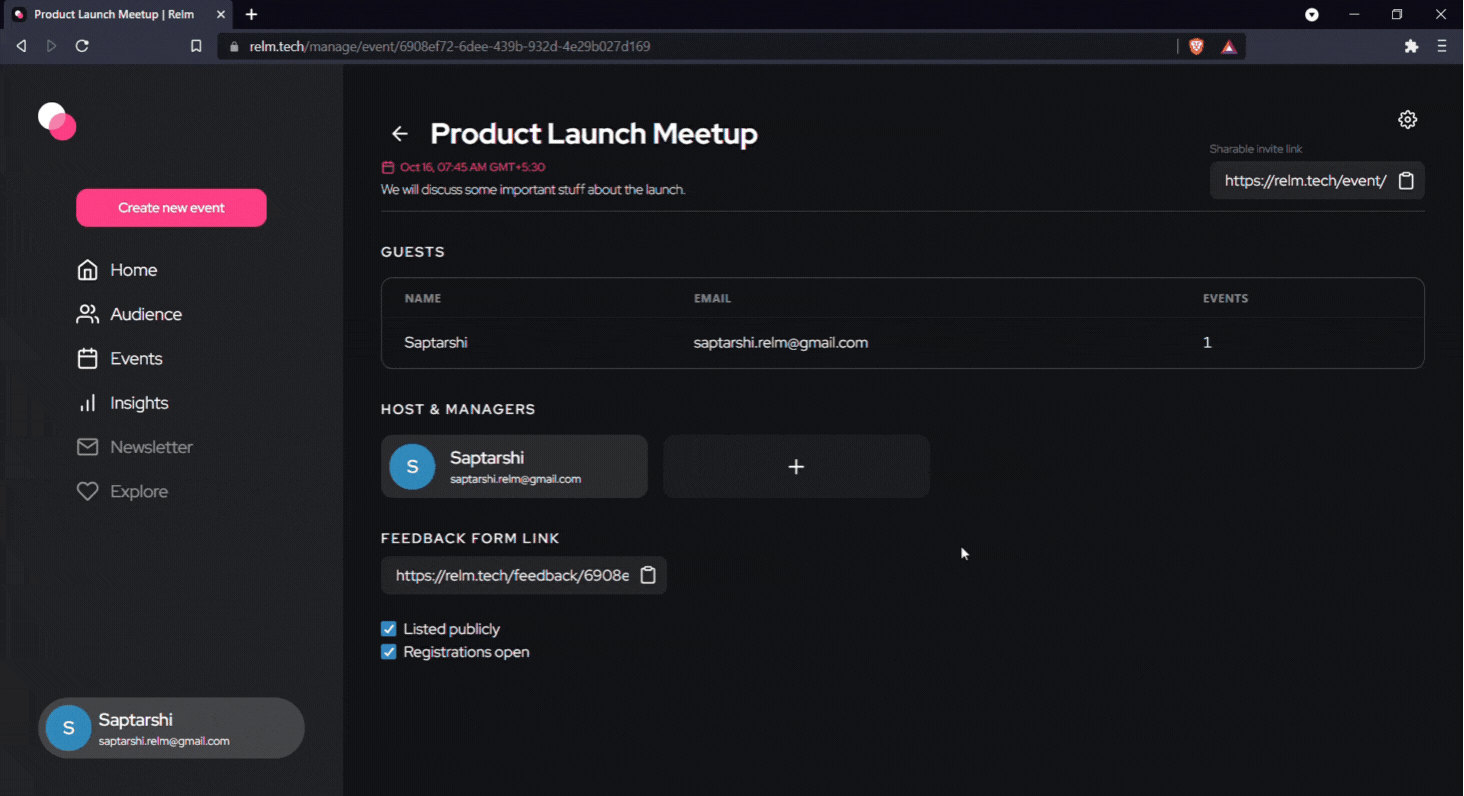 Product Launch Meetup | Relm
relm.tech/manage/event/6908ef72-6dee-439b-932d-4e29b027d169
Create new event
Home
Audience
Events
Insights
Newsletter
Explore
S
Saptarshi
saptarshi.relm@gmail.com
Product Launch Meetup
Oct 16, 07:45 AM GMT+5:30
We will discuss some important stuff about the launch.
Sharable invite link
https://relm.tech/event/
GUESTS
NAME EMAIL EVENTS
Saptarshi saptarshi.relm@gmail.com 1
HOST & MANAGERS
S
Saptarshi
saptarshi.relm@gmail.com
FEEDBACK FORM LINK
https://relm.tech/feedback/6908e
Listed publicly
Registrations open